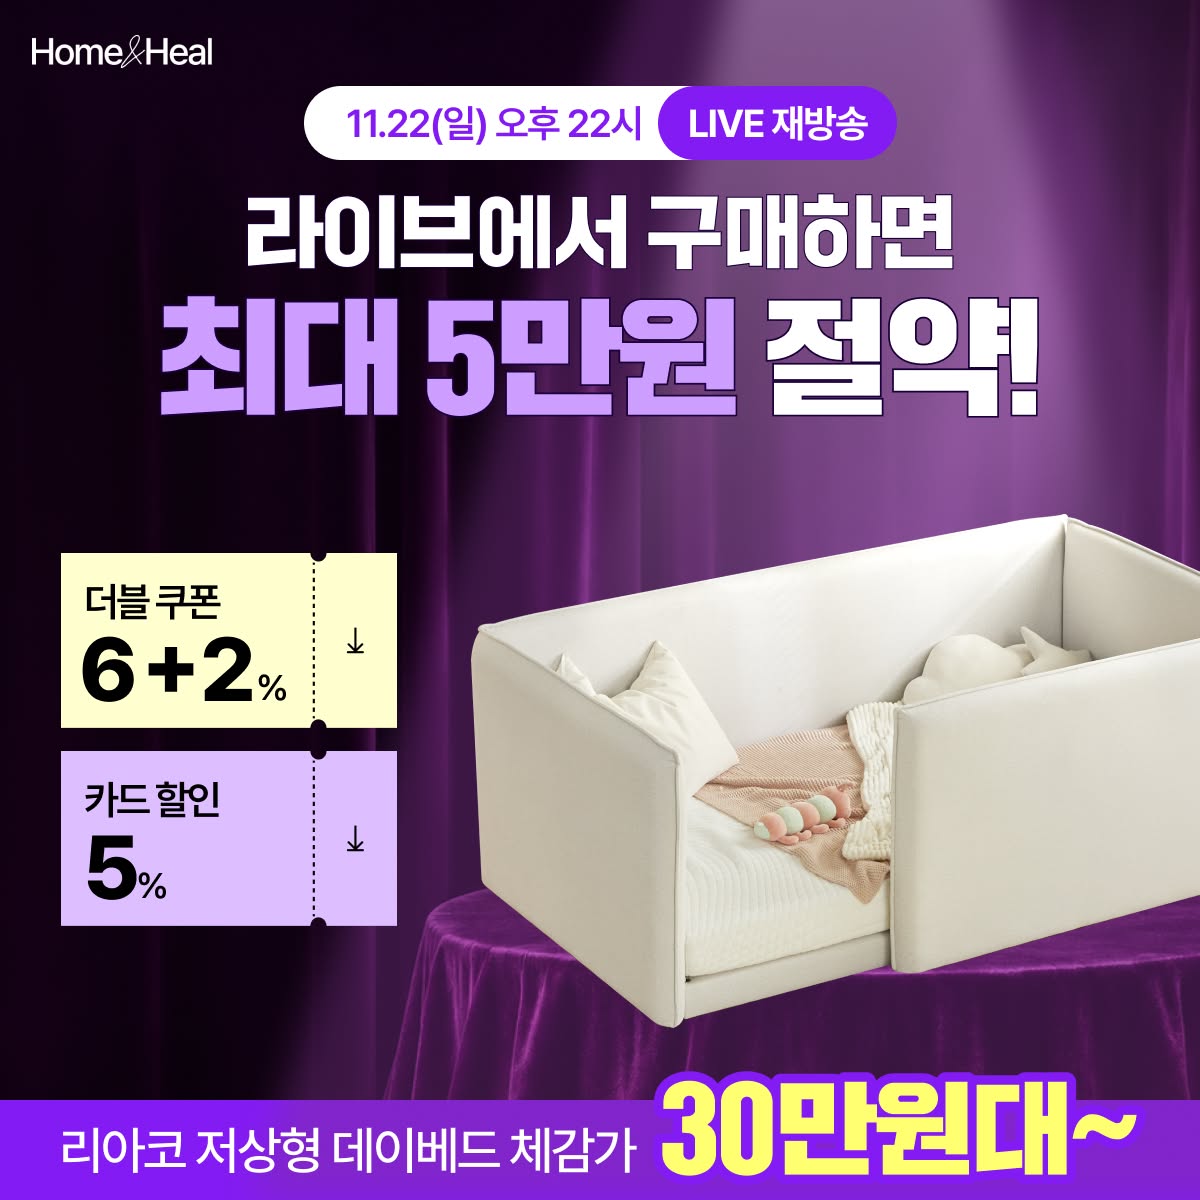 Home&Heal
11.22(일) 오후 22시 LIVE 재방송
라이브에서 구매하면
최대 5만원 절약!
더블 쿠폰
6+2%
카드 할인
5%
리아코 저상형 데이베드 체감가 30만원대~